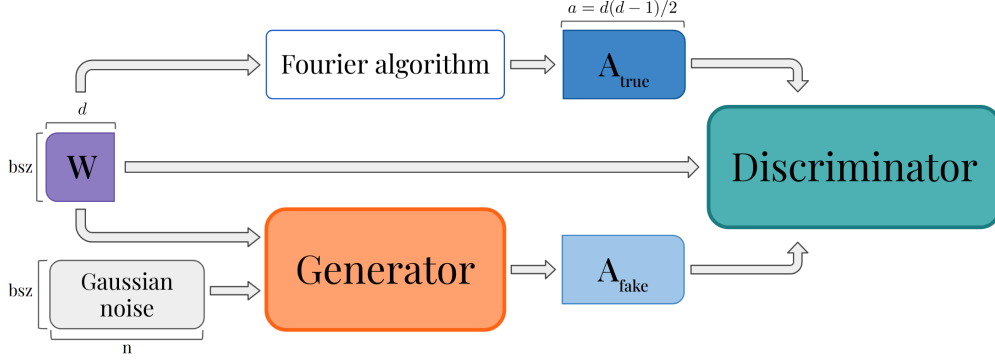 a = d(d − 1)/2
Fourier algorithm
A_true
d
bsz
W
Discriminator
Generator
A_fake
bsz
Gaussian
noise
n